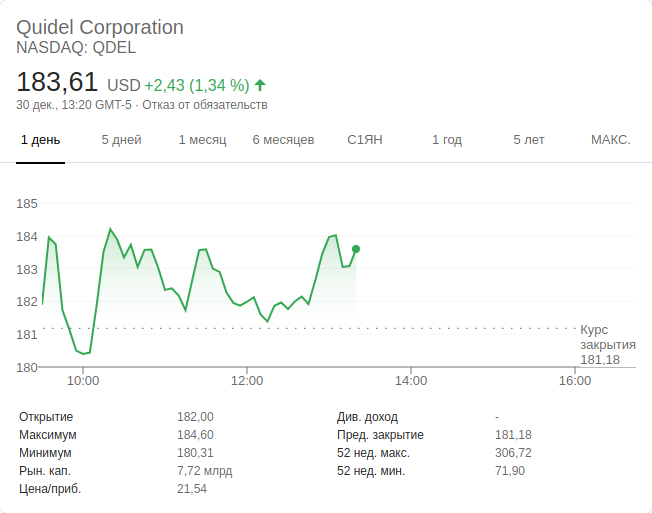 Quidel Corporation
NASDAQ: QDEL
183,61 USD +2,43 (1,34 %)
30 дек., 13:20 GMT-5 · Отказ от обязательств
1 день 5 дней 1 месяц 6 месяцев С1ЯН 1 год 5 лет МАКС.
185
184
183
182
181
180
Курс
закрытия
181,18
10:00 12:00 14:00 16:00
Открытие 182,00 Див. доход -
Максимум 184,60 Пред. закрытие 181,18
Минимум 180,31 52 нед. макс. 306,72
Рын. кап. 7,72 млрд 52 нед. мин. 71,90
Цена/приб. 21,54